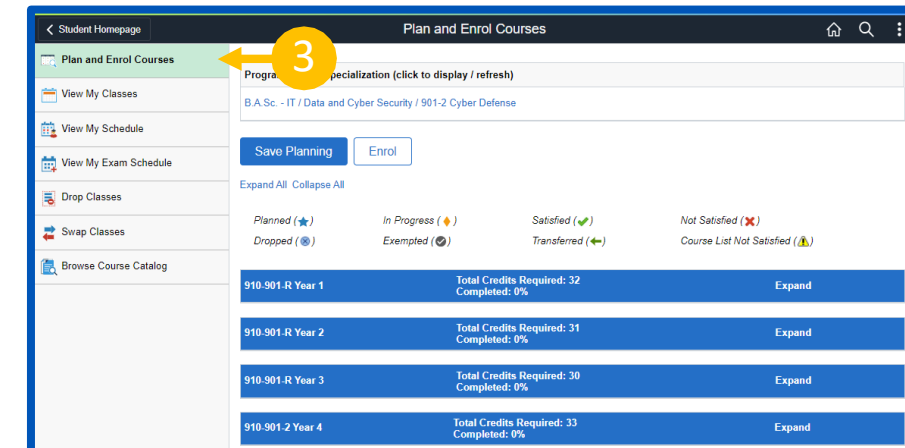 Student Homepage
Plan and Enrol Courses
Plan and Enrol Courses
3
View My Classes
View My Schedule
View My Exam Schedule
Drop Classes
Swap Classes
Browse Course Catalog
(click to display / refresh)
B.A.Sc. - IT / Data and Cyber Security / 901-2 Cyber Defense
Save Planning
Enrol
Expand All Collapse All
Planned ( ) In Progress ( ) Satisfied ( ) Not Satisfied ( )
Dropped ( ) Exempted ( ) Transferred ( ) Course List Not Satisfied ( )
910-901-R Year 1
Total Credits Required: 32
Completed: 0%
Expand
910-901-R Year 2
Total Credits Required: 31
Completed: 0%
Expand
910-901-R Year 3
Total Credits Required: 30
Completed: 0%
Expand
910-901-2 Year 4
Total Credits Required: 33
Completed: 0%
Expand